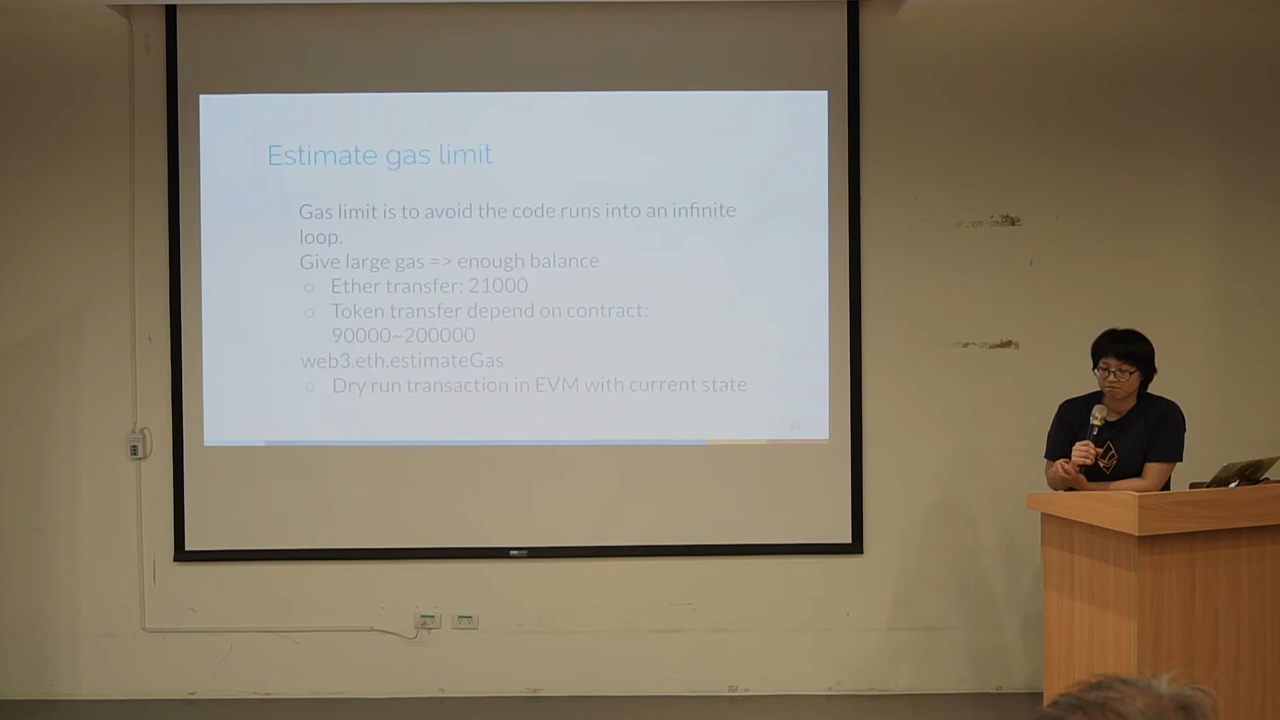 Estimate gas limit
Gas limit is to avoid the code runs into an infinite
loop.
Give large gas => enough balance
○ Ether transfer: 21000
○ Token transfer depend on contract:
90000~200000
web3.eth.estimateGas
○ Dry run transaction in EVM with current state